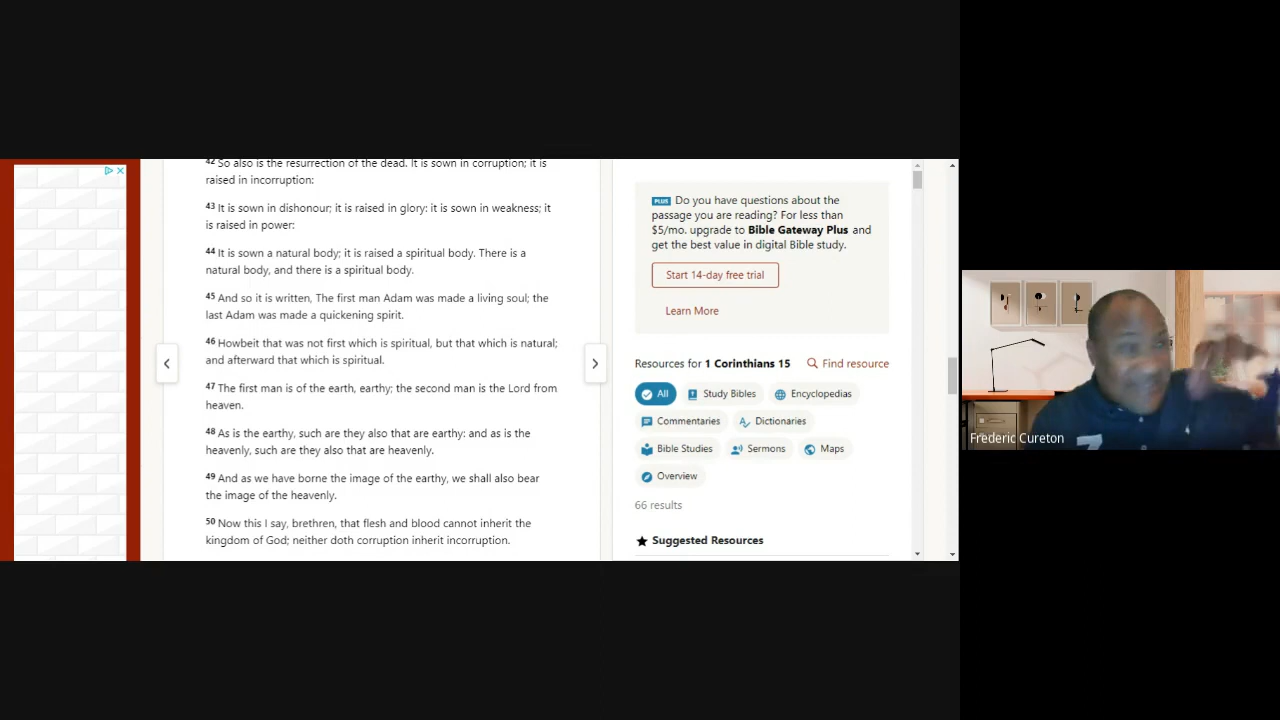 42 So also is the resurrection of the dead. It is sown in corruption; it is
raised in incorruption:
43 It is sown in dishonour; it is raised in glory: it is sown in weakness; it
is raised in power:
44 It is sown a natural body; it is raised a spiritual body. There is a
natural body, and there is a spiritual body.
45 And so it is written, The first man Adam was made a living soul; the
last Adam was made a quickening spirit.
46 Howbeit that was not first which is spiritual, but that which is natural;
and afterward that which is spiritual.
47 The first man is of the earth, earthy; the second man is the Lord from
heaven.
48 As is the earthy, such are they also that are earthy: and as is the
heavenly, such are they also that are heavenly.
49 And as we have borne the image of the earthy, we shall also bear
the image of the heavenly.
50 Now this I say, brethren, that flesh and blood cannot inherit the
kingdom of God; neither doth corruption inherit incorruption.
PLUS Do you have questions about the
passage you are reading? For less than
$5/mo. upgrade to Bible Gateway Plus and
get the best value in digital Bible study.
Start 14-day free trial
Learn More
Resources for 1 Corinthians 15 Find resource
All Study Bibles Encyclopedias
Commentaries Dictionaries
Bible Studies Sermons Maps
Overview
66 results
Suggested Resources
Frederic Cureton